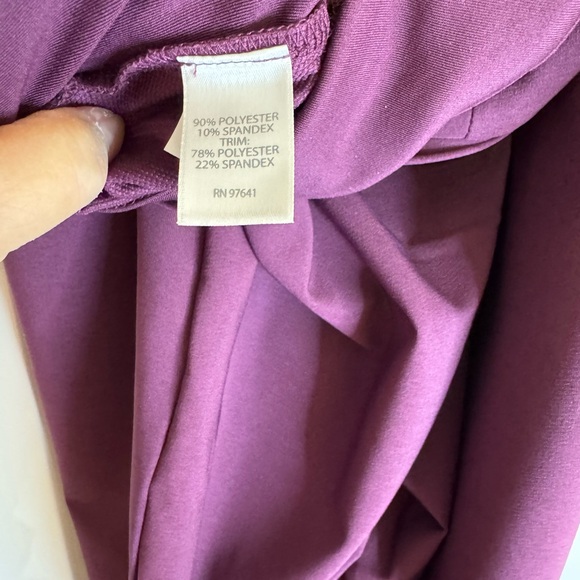 90% POLYESTER
10% SPANDEX
TRIM:
78% POLYESTER
22% SPANDEX
RN 97641